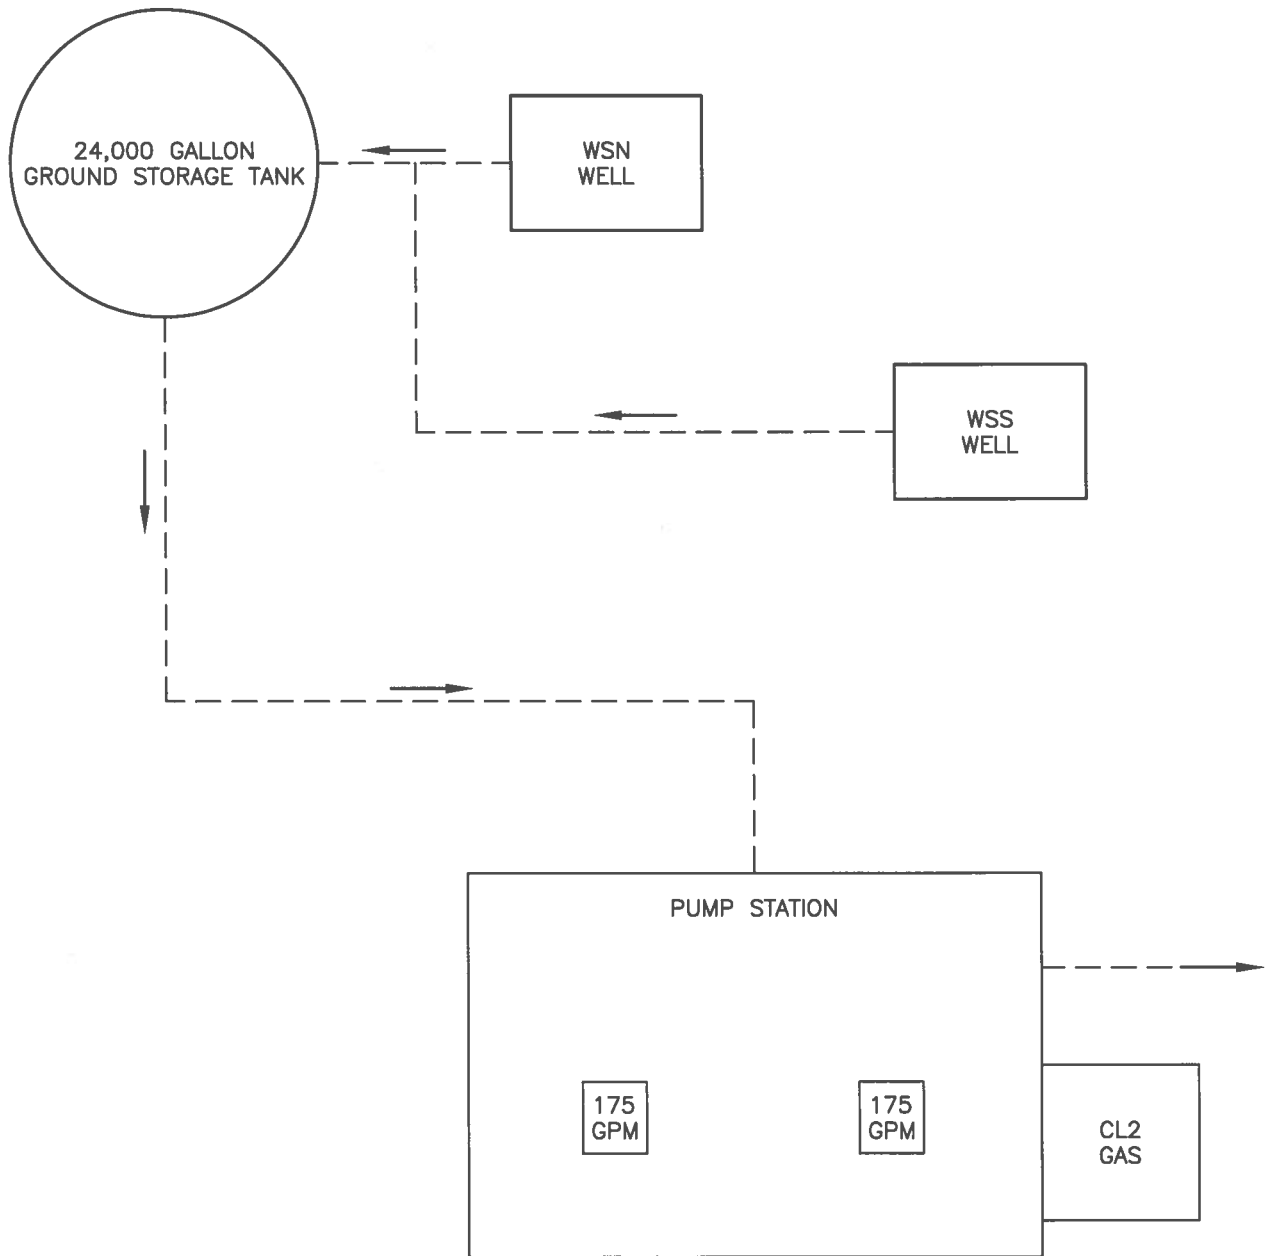 24,000 GALLON
GROUND STORAGE TANK
WSN
WELL
WSS
WELL
PUMP STATION
175
GPM
175
GPM
CL2
GAS